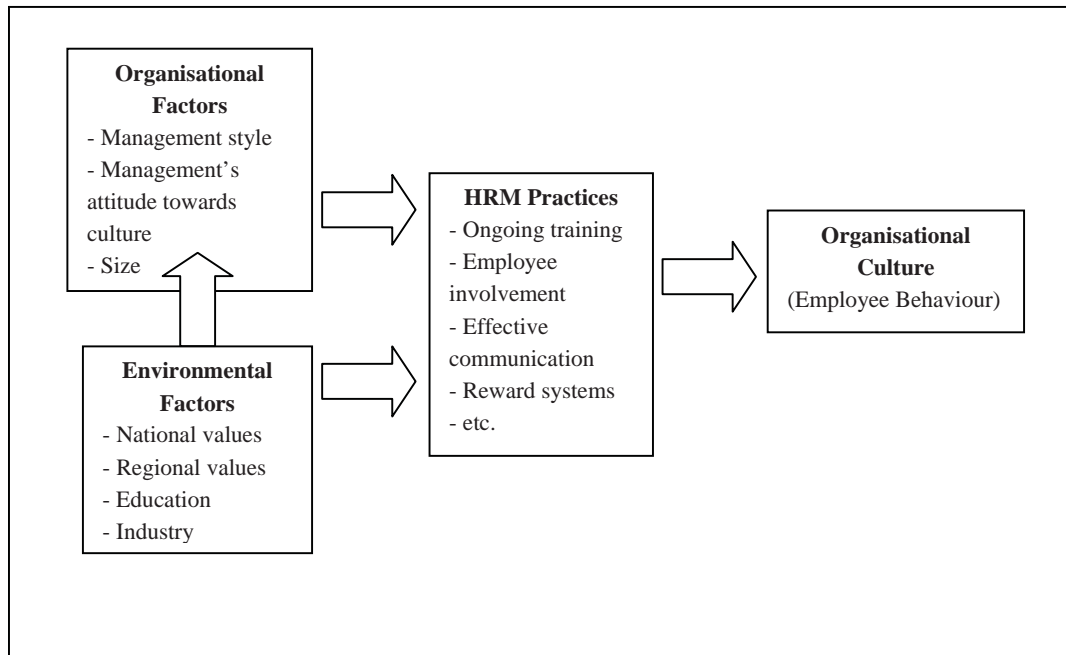 Organisational
Factors
- Management style
- Management’s
attitude towards
culture
- Size
Environmental
Factors
- National values
- Regional values
- Education
- Industry
HRM Practices
- Ongoing training
- Employee
involvement
- Effective
communication
- Reward systems
- etc.
Organisational
Culture
(Employee Behaviour)